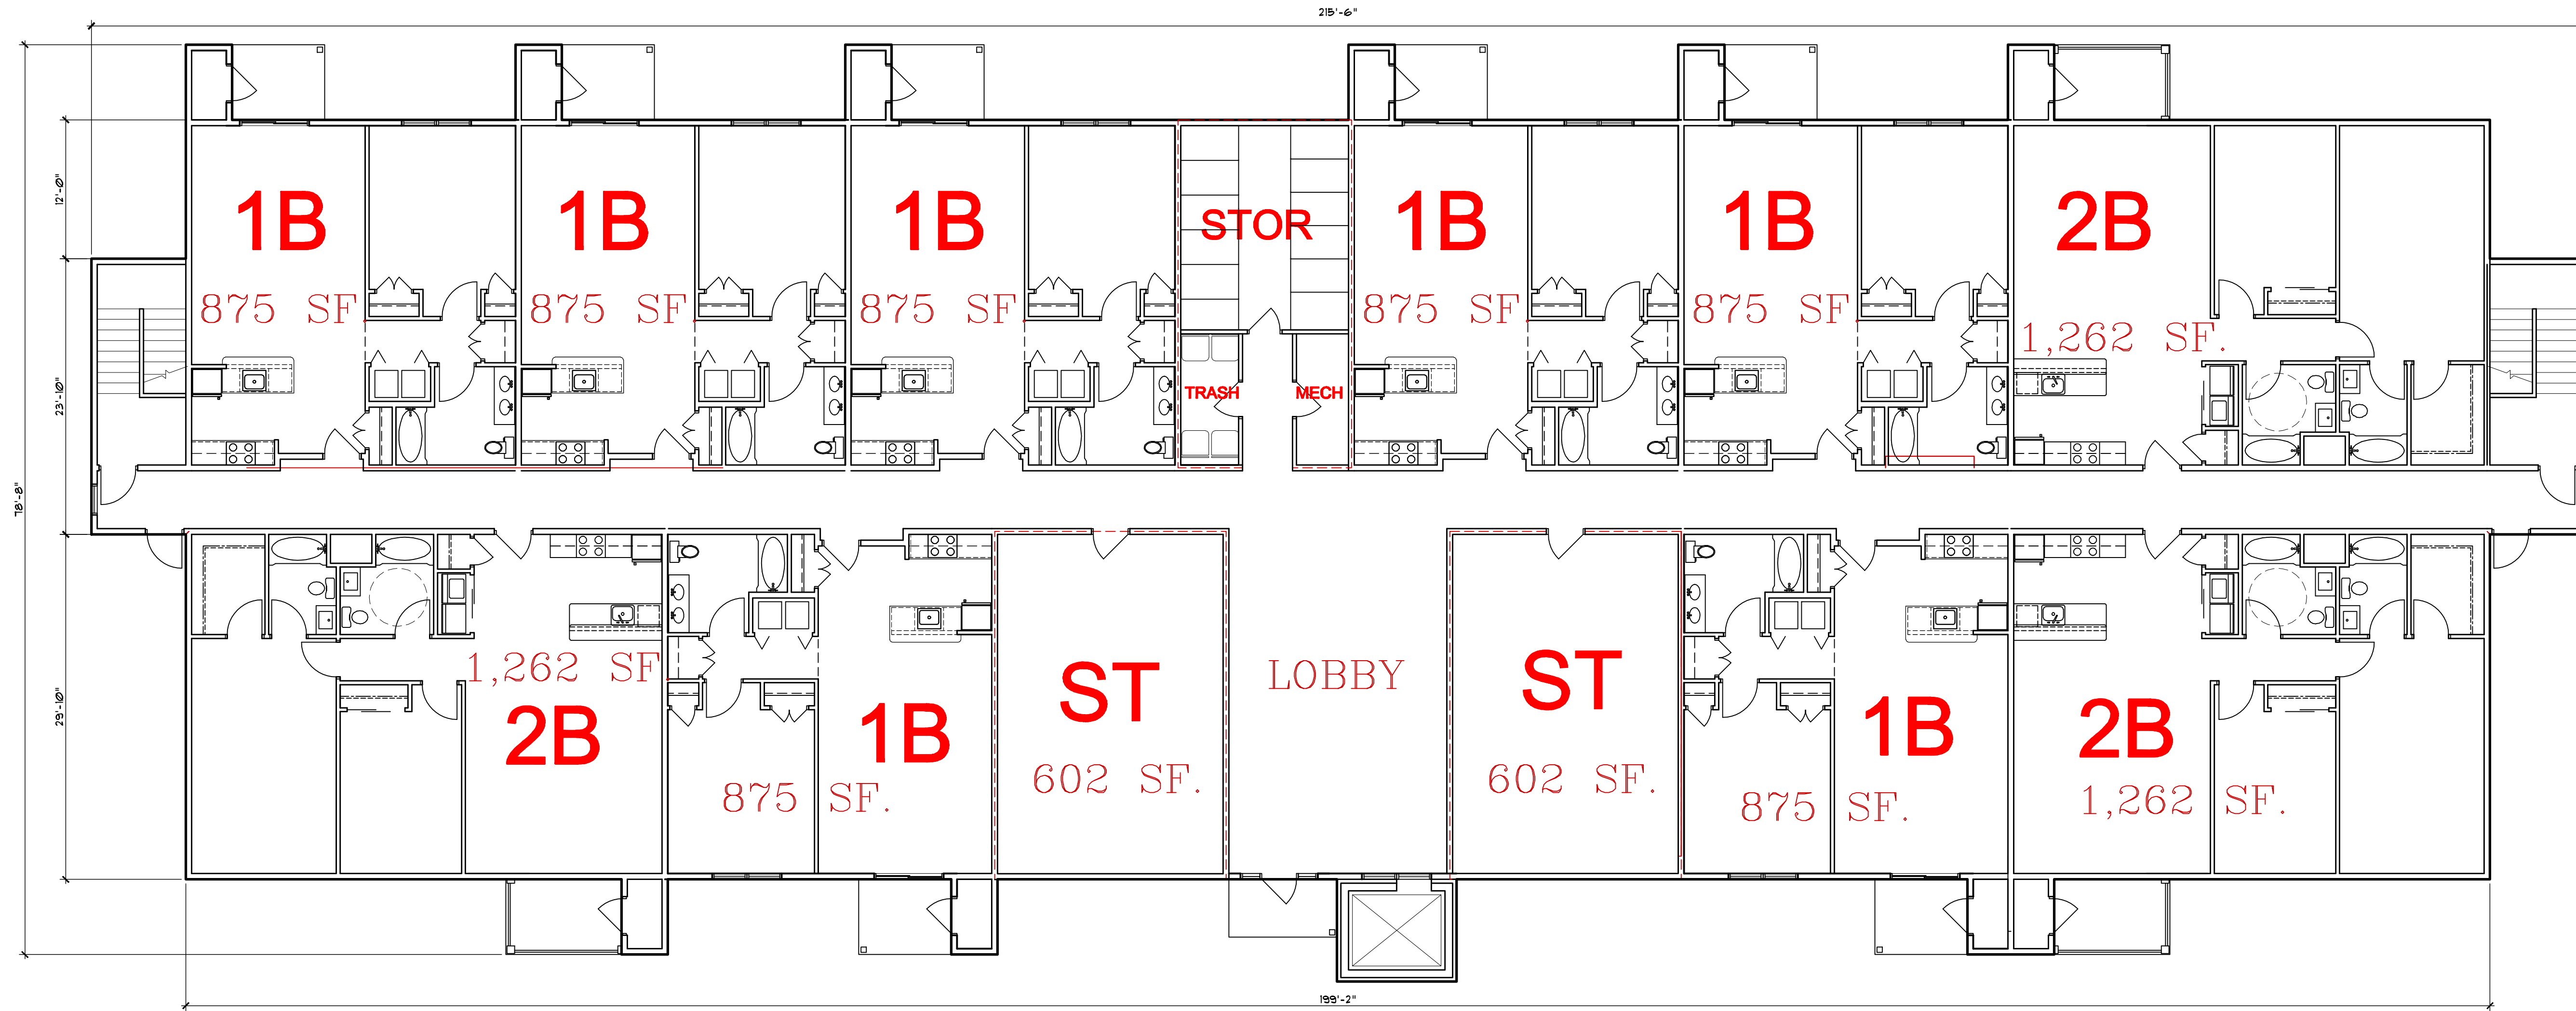 215'-6"
12'-0"
23'-10"
78'-8"
29'-10"
1B
875 SF
1B
875 SF
1B
875 SF
STOR
TRASH
MECH
1B
875 SF
1B
875 SF
2B
1,262 SF.
1,262 SF
2B
1B
875 SF.
ST
602 SF.
LOBBY
ST
602 SF.
1B
875 SF.
2B
1,262 SF.
199'-2"